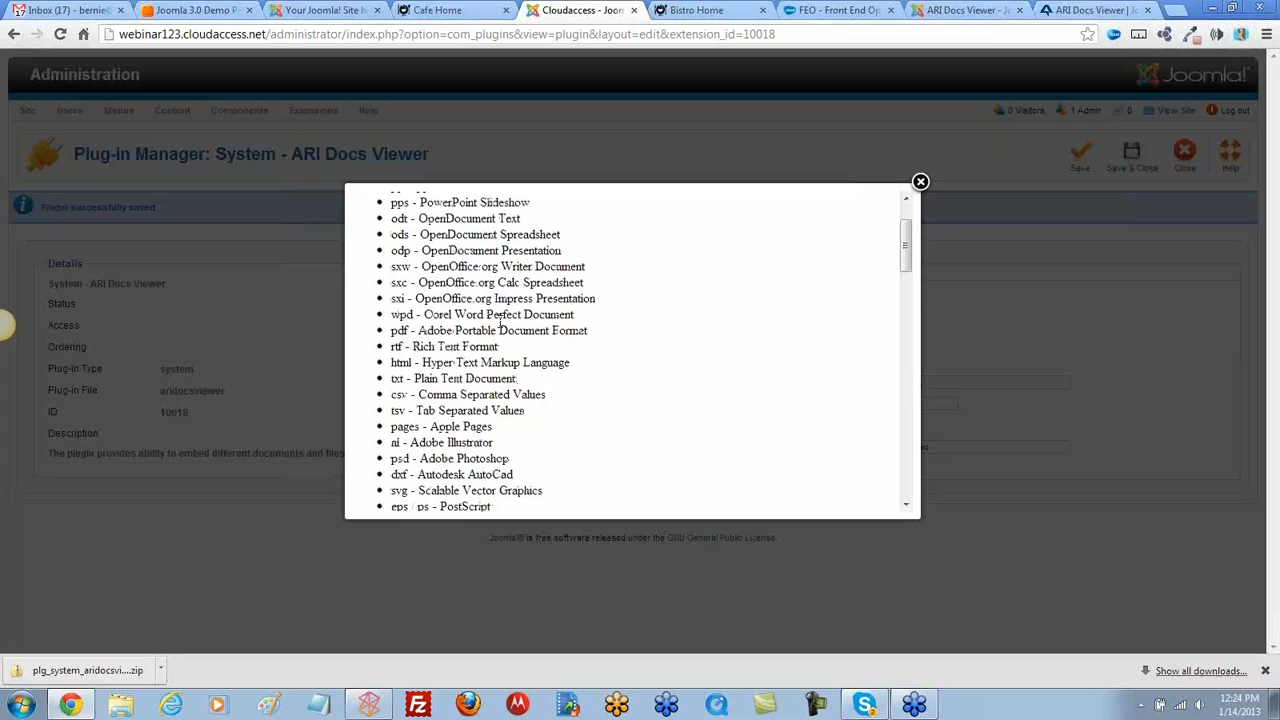 Inbox (17) - bernie
Joomla 3.0 Demo P
Your Joomla! Site h
Cafe Home
Cloudaccess - Joom
Bistro Home
FEO - Front End Op
ARI Docs Viewer -
ARI Docs Viewer | Jo
webinar123.cloudaccess.net/administrator/index.php?option=com_plugins&view=plugin&layout=edit&extension_id=10018
Administration
Joomla!
Site Users Menus Content Components Extensions Help
0 Visitors 1 Admin 0 View Site Log out
Plug-in Manager: System - ARI Docs Viewer
Save Save & Close Close Help
Plugin successfully saved
pps - PowerPoint Slideshow
odt - OpenDocument Text
ods - OpenDocument Spreadsheet
odp - OpenDocument Presentation
sxw - OpenOffice.org Writer Document
sxc - OpenOffice.org Calc Spreadsheet
sxi - OpenOffice.org Impress Presentation
wpd - Corel Word Perfect Document
pdf - Adobe Portable Document Format
rtf - Rich Text Format
html - Hyper Text Markup Language
txt - Plain Text Document
csv - Comma Separated Values
tsv - Tab Separated Values
pages - Apple Pages
ai - Adobe Illustrator
psd - Adobe Photoshop
dxf - Autodesk AutoCad
svg - Scalable Vector Graphics
eps / ps - PostScript
Details
System - ARI Docs Viewer
Status
Access
Ordering
Plug-in Type system
Plug-in File aridocsviewer
ID 10018
Description
The plugin provides ability to embed different documents and files
Joomla!® is free software released under the GNU General Public License.
plg_system_aridocsvi....zip
Show all downloads...
12:24 PM
1/14/2013